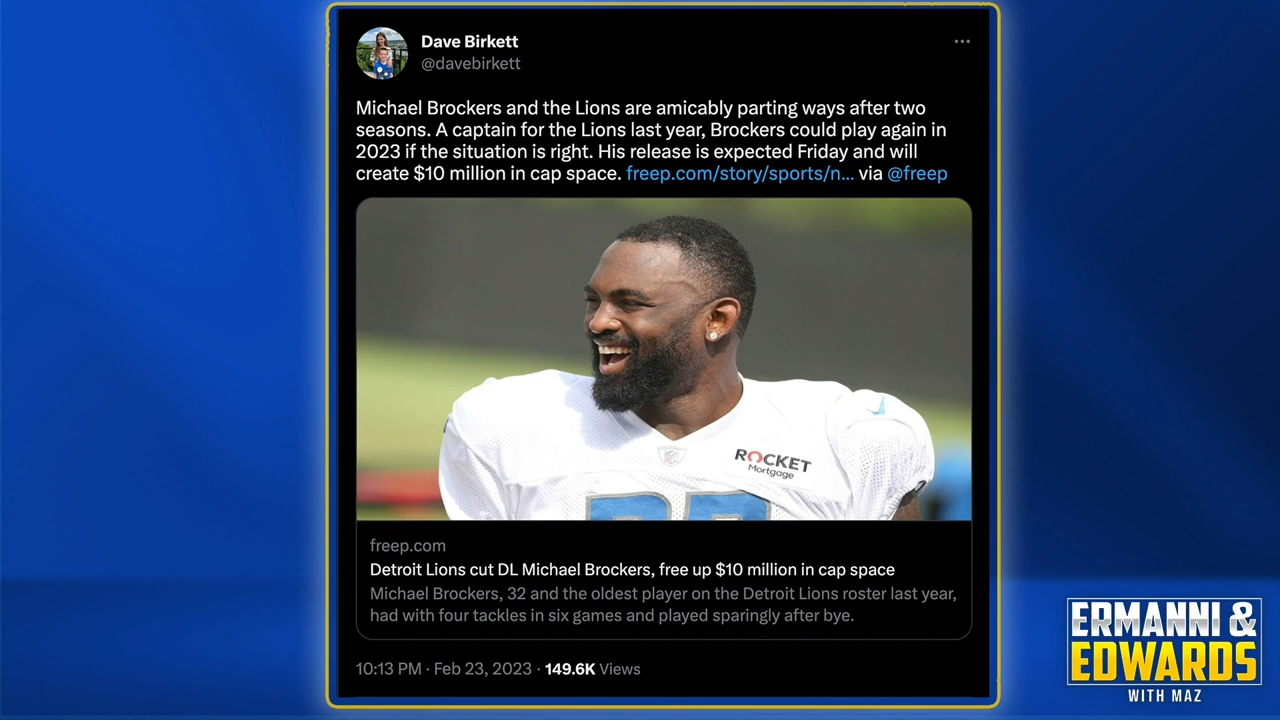 Dave Birkett
@davebirkett
Michael Brockers and the Lions are amicably parting ways after two
seasons. A captain for the Lions last year, Brockers could play again in
2023 if the situation is right. His release is expected Friday and will
create $10 million in cap space. freep.com/story/sports/n... via @freep
ROCKET
Mortgage
freep.com
Detroit Lions cut DL Michael Brockers, free up $10 million in cap space
Michael Brockers, 32 and the oldest player on the Detroit Lions roster last year,
had with four tackles in six games and played sparingly after bye.
10:13 PM · Feb 23, 2023 · 149.6K Views
ERMANNI &
EDWARDS
WITH MAZ